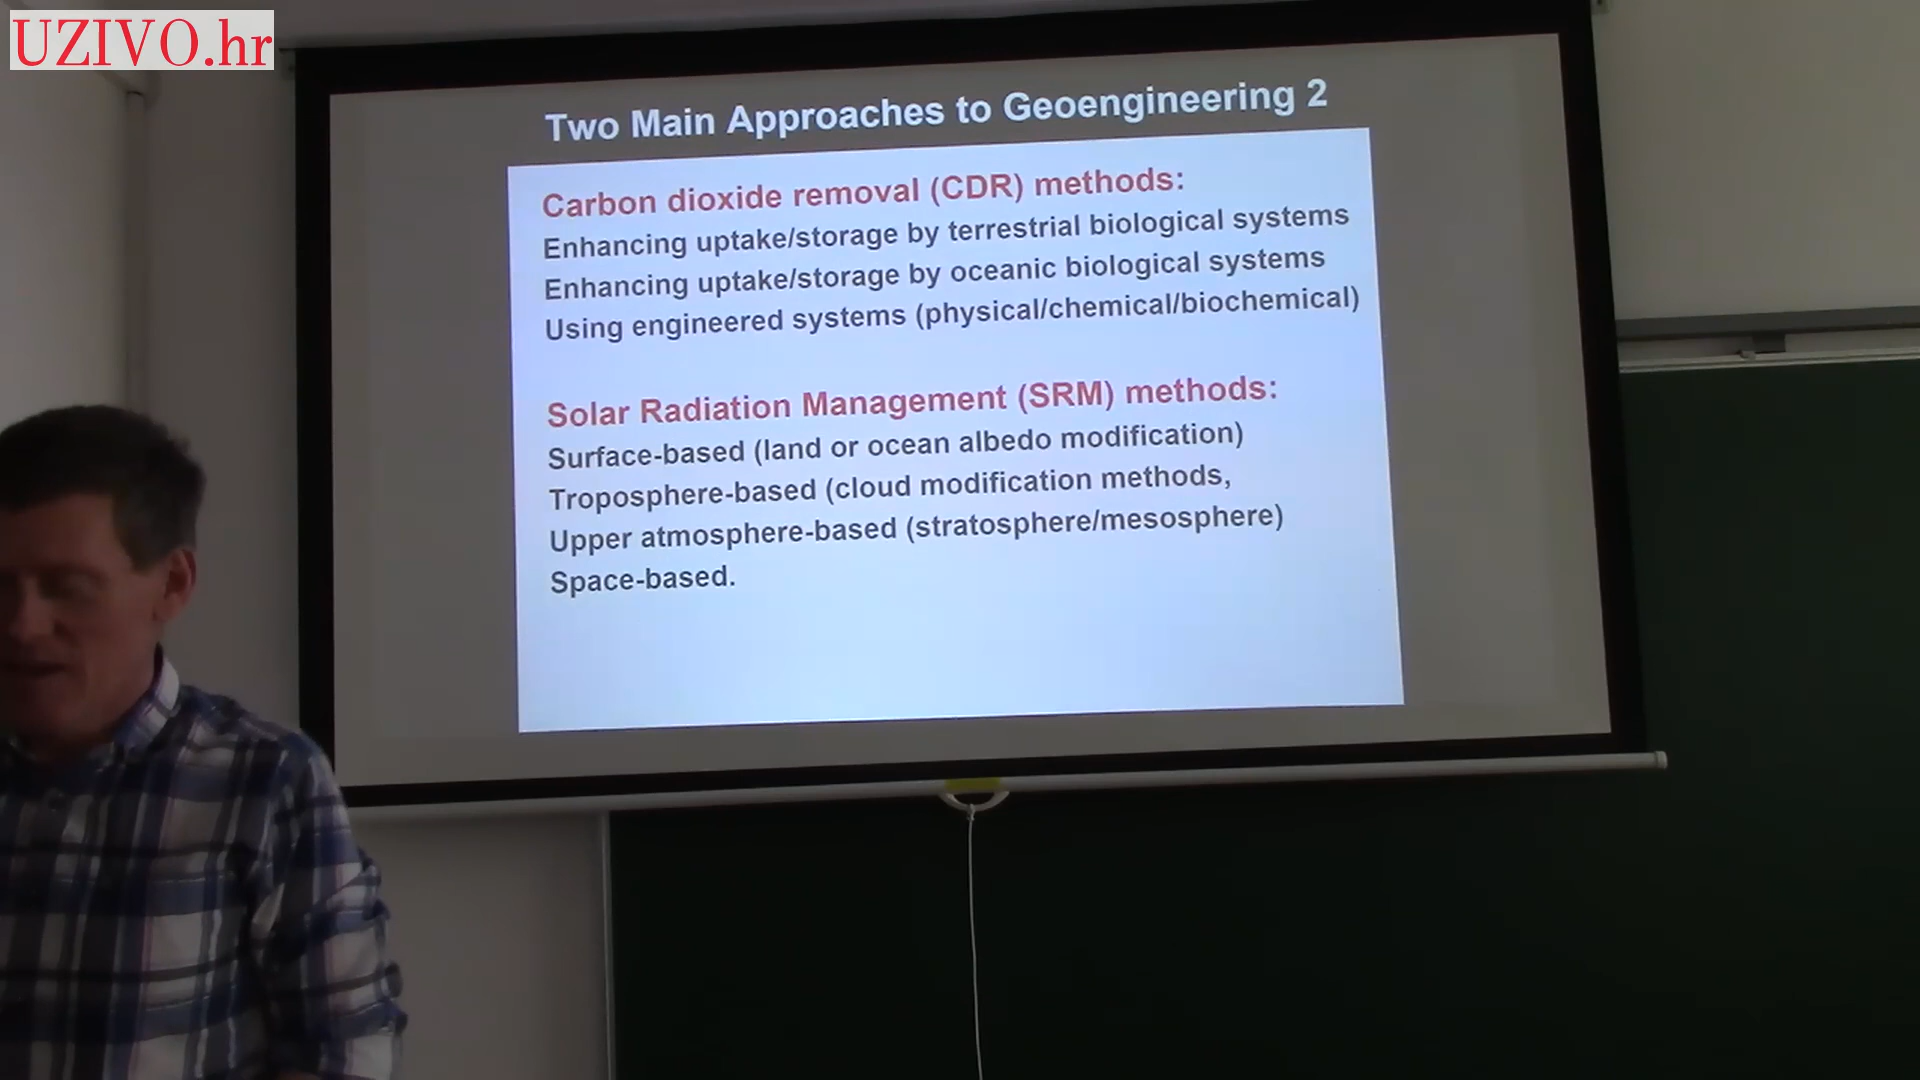 UZIVO.hr
Two Main Approaches to Geoengineering 2
Carbon dioxide removal (CDR) methods:
Enhancing uptake/storage by terrestrial biological systems
Enhancing uptake/storage by oceanic biological systems
Using engineered systems (physical/chemical/biochemical)
Solar Radiation Management (SRM) methods:
Surface-based (land or ocean albedo modification)
Troposphere-based (cloud modification methods,
Upper atmosphere-based (stratosphere/mesosphere)
Space-based.